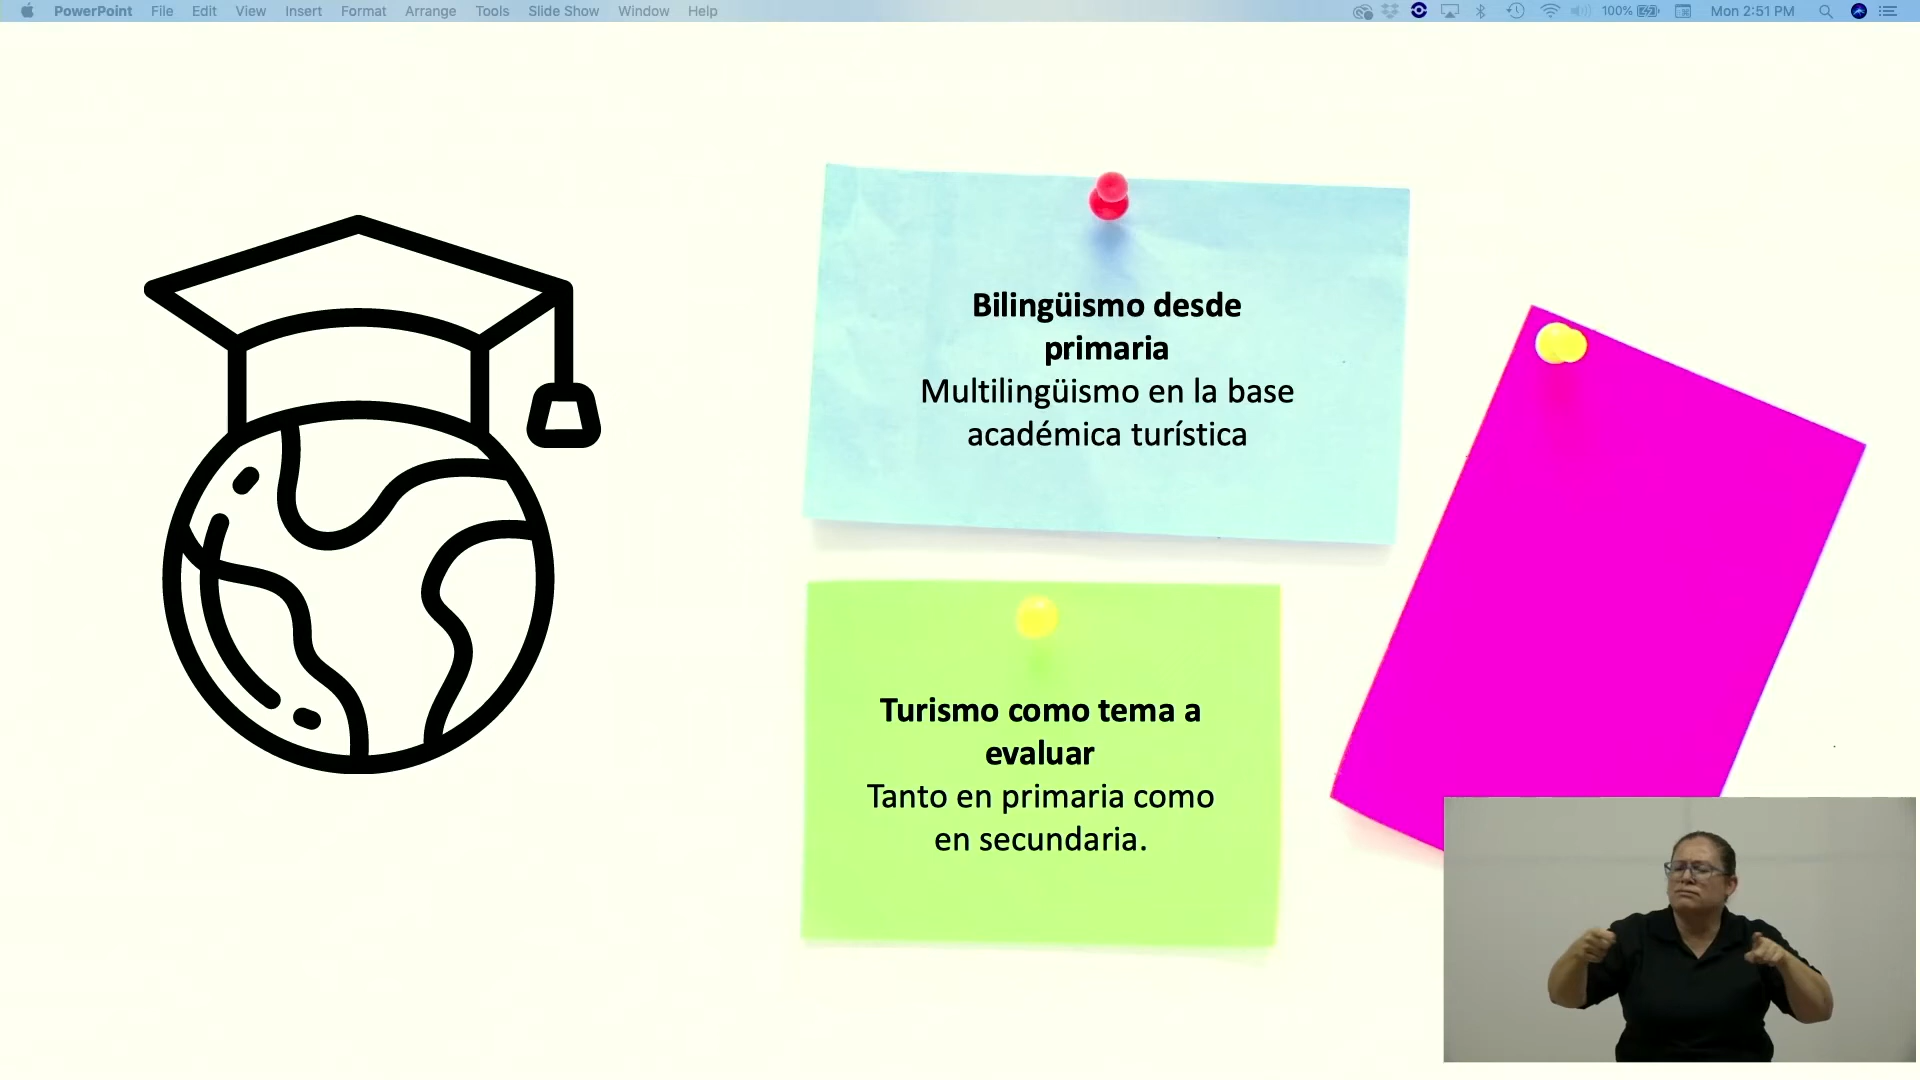 PowerPoint File Edit View Insert Format Arrange Tools Slide Show Window Help 100% Mon 2:51 PM
Bilingüismo desde
primaria
Multilingüismo en la base
académica turística
Turismo como tema a
evaluar
Tanto en primaria como
en secundaria.